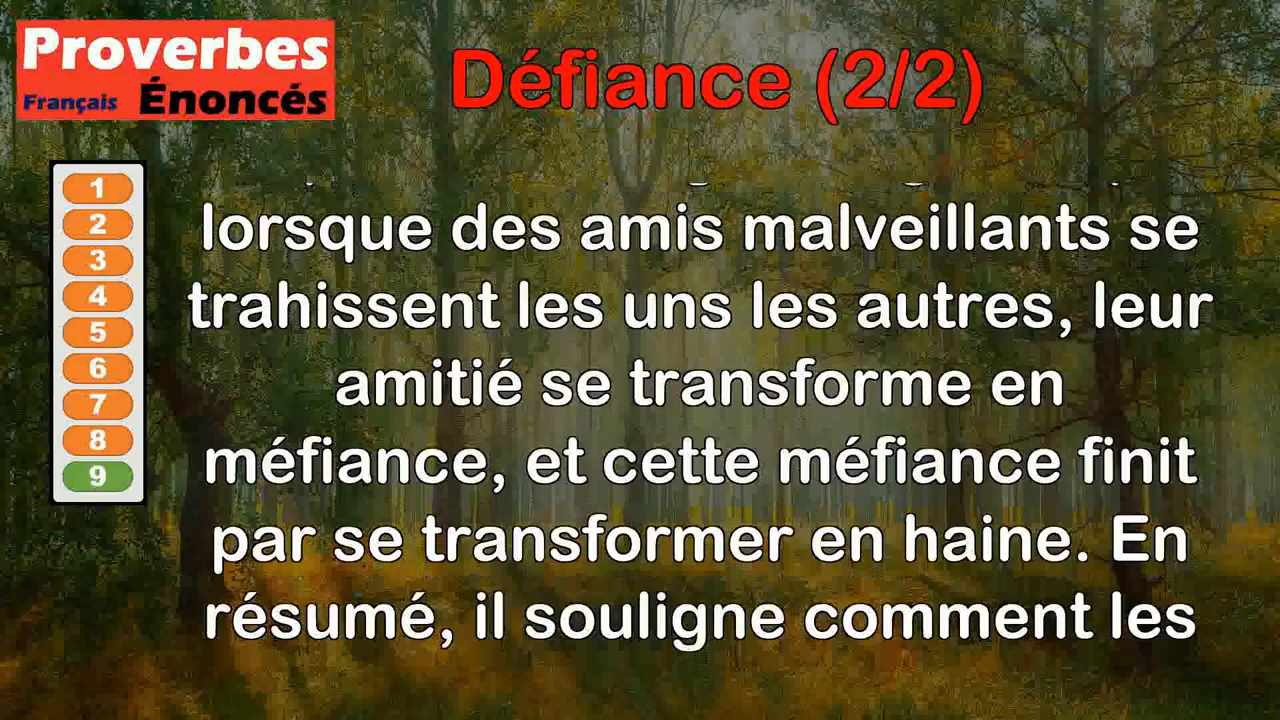 Proverbes
Français Énoncés
Défiance (2/2)
1
2
3
4
5
6
7
8
9
lorsque des amis malveillants se
trahissent les uns les autres, leur
amitié se transforme en
méfiance, et cette méfiance finit
par se transformer en haine. En
résumé, il souligne comment les